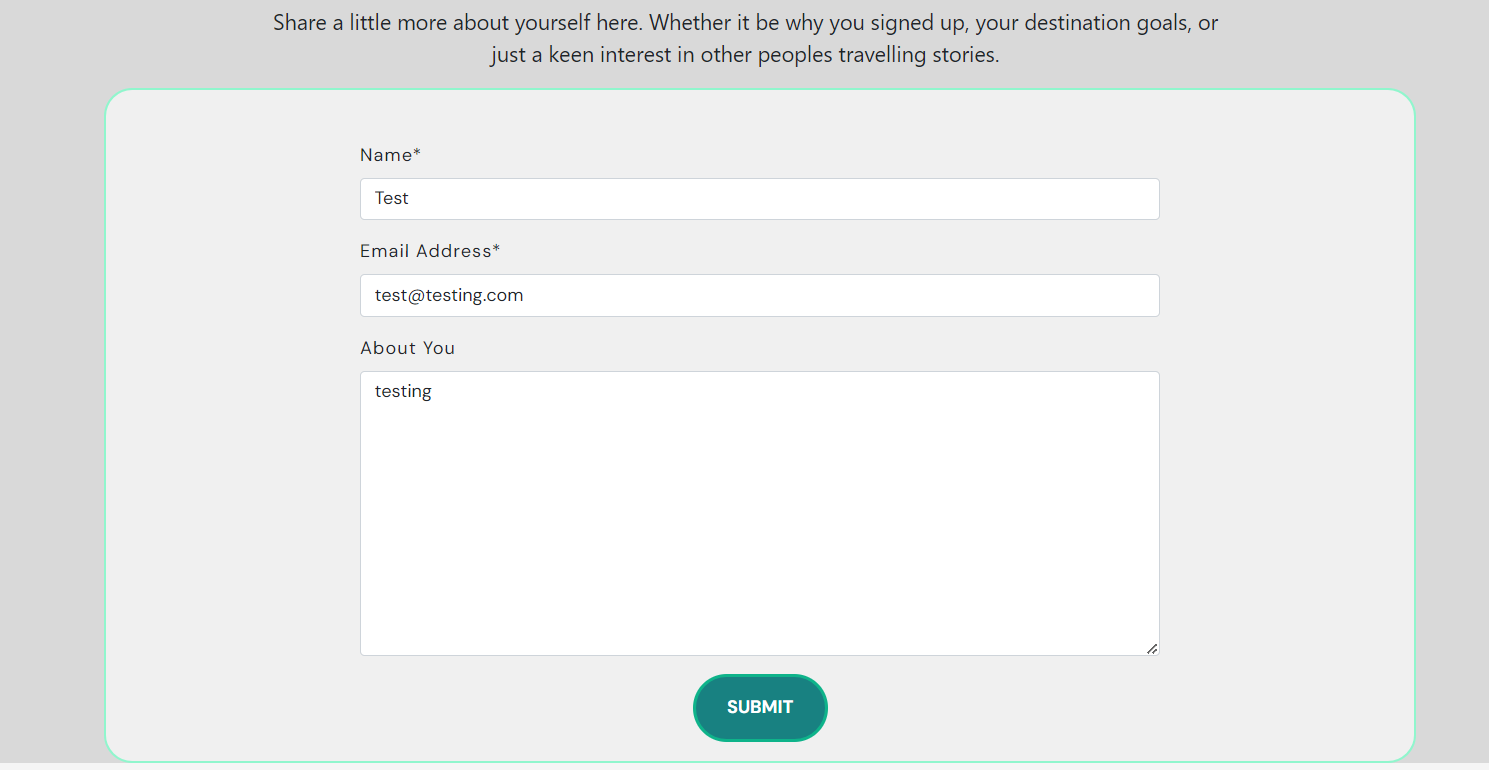 Share a little more about yourself here. Whether it be why you signed up, your destination goals, or
just a keen interest in other peoples travelling stories.
Name*
Test
Email Address*
test@testing.com
About You
testing
SUBMIT